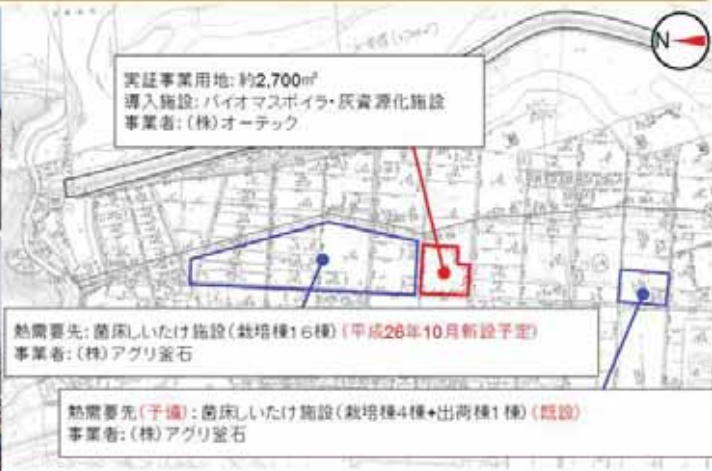 N
実証事業用地: 約2,700㎡
導入施設: バイオマスボイラ・灰資源化施設
事業者: (株)オーテック
熱需要先: 菌床しいたけ施設(栽培棟16棟)(平成26年10月新設予定)
事業者: (株)アグリ釜石
熱需要先(予備): 菌床しいたけ施設(栽培棟4棟+出荷棟1棟)(既設)
事業者: (株)アグリ釜石